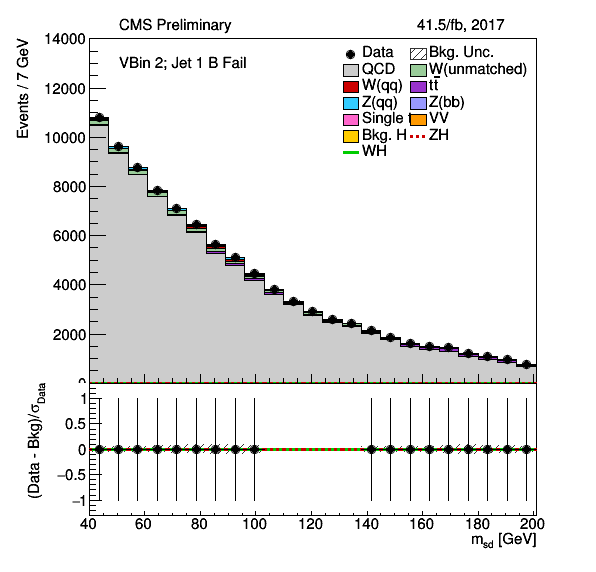 CMS Preliminary 41.5/fb, 2017
Events / 7 GeV
14000
12000
10000
8000
6000
4000
2000
0
VBin 2; Jet 1 B Fail
Data Bkg. Unc.
QCD W(unmatched)
W(qq) tt̄
Z(qq) Z(bb)
Single VV
Bkg. H ZH
WH
(Data - Bkg)/σData
1
0.5
0
−0.5
−1
40 60 80 100 120 140 160 180 200
msd [GeV]